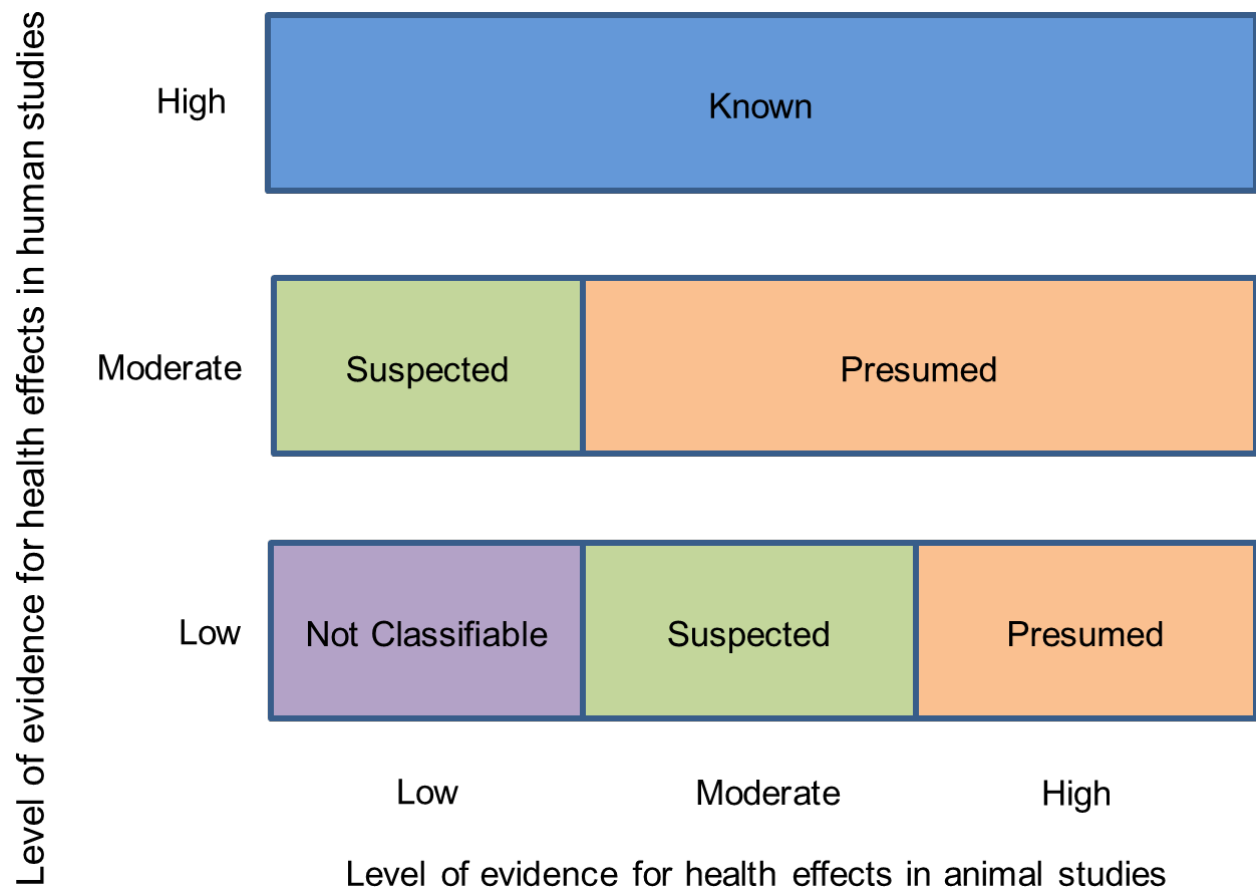 Level of evidence for health effects in human studies
High
Known
Moderate
Suspected
Presumed
Low
Not Classifiable
Suspected
Presumed
Low
Moderate
High
Level of evidence for health effects in animal studies